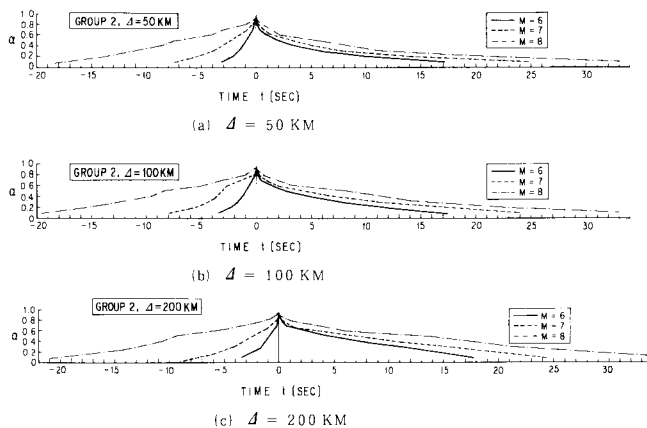 GROUP 2, Δ=50 KM
M = 6
M = 7
M = 8
α
1.0
0.8
0.6
0.4
0.2
0
-20 -15 -10 -5 0 5 10 15 20 25 30
TIME t (SEC)
(a) Δ = 50 KM
GROUP 2, Δ=100KM
M = 6
M = 7
M = 8
α
1.0
0.8
0.6
0.4
0.2
0
-20 -15 -10 -5 0 5 10 15 20 25 30
TIME t (SEC)
(b) Δ = 100 KM
GROUP 2, Δ=200KM
M = 6
M = 7
M = 8
α
1.0
0.8
0.6
0.4
0.2
0
-20 -15 -10 -5 0 5 10 15 20 25 30
TIME t (SEC)
(c) Δ = 200 KM